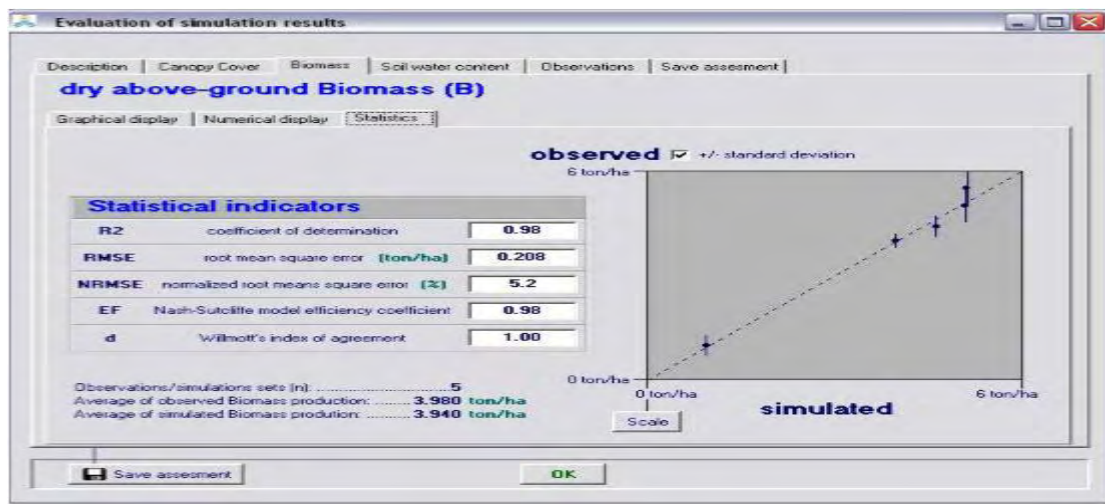 Evaluation of simulation results
Description | Canopy Cover | Biomass | Soil water content | Observations | Save assesment |
dry above-ground Biomass (B)
Graphical display | Numerical display | Statistics
observed +/- standard deviation
6 ton/ha
Statistical indicators
R2 coefficient of determination 0.98
RMSE root mean square error (ton/ha) 0.208
NRMSE normalized root means square error (%) 5.2
EF Nash-Sutcliffe model efficiency coefficient 0.98
d Willmott's index of agreement 1.00
Observations/simulations sets (n): .................... 5
Average of observed Biomass production: ........ 3.980 ton/ha
Average of simulated Biomass prodution: ......... 3.940 ton/ha
0 ton/ha
0 ton/ha 6 ton/ha
simulated
Scale
Save assesment OK